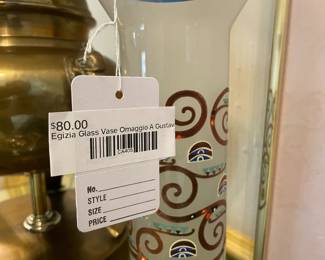 $80.00
Egizia Glass Vase Omaggio A Gustav
No.
STYLE
SIZE
PRICE